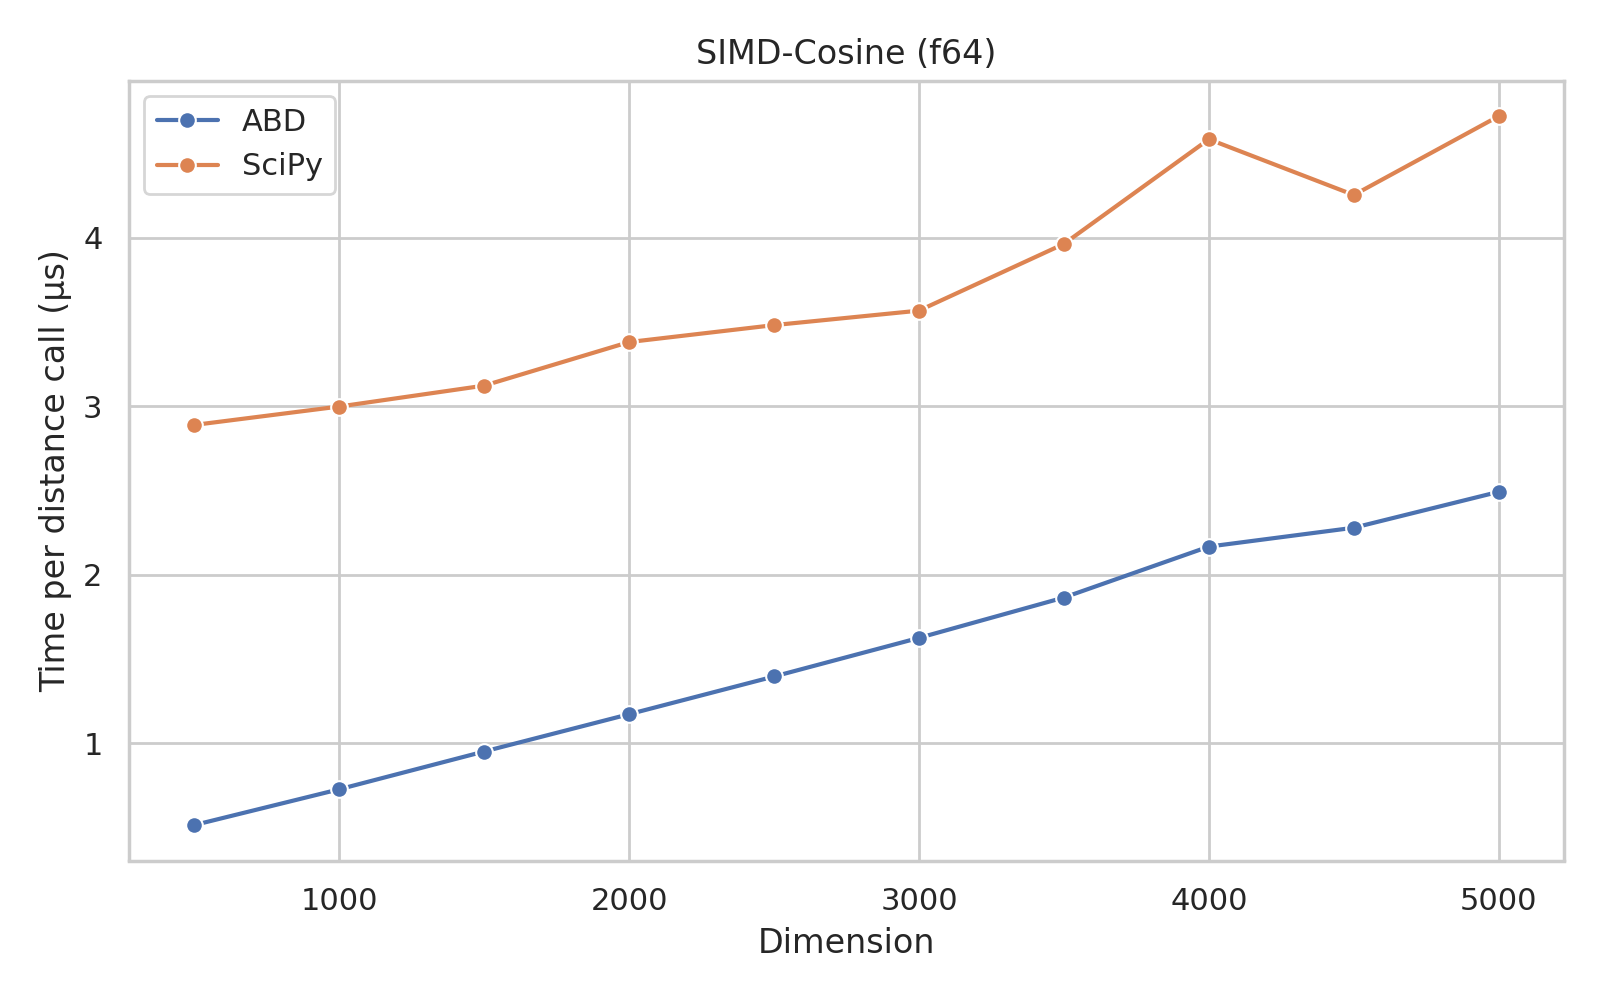 SIMD-Cosine (f64)
ABD
SciPy
Time per distance call (µs)
4
3
2
1
1000 2000 3000 4000 5000
Dimension